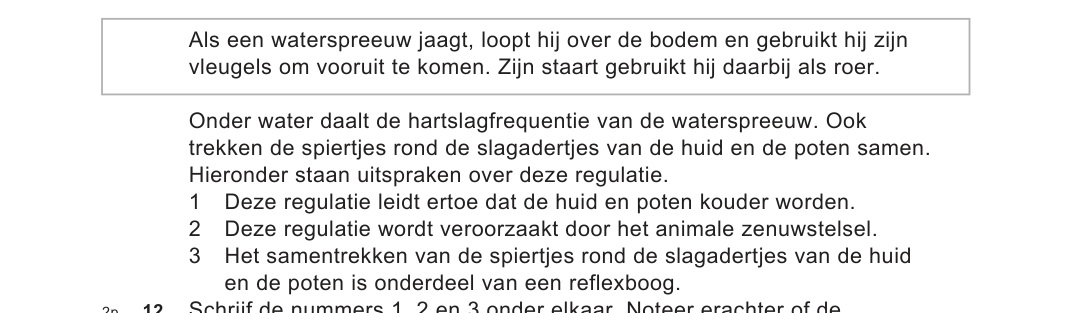 Als een waterspreeuw jaagt, loopt hij over de bodem en gebruikt hij zijn
vleugels om vooruit te komen. Zijn staart gebruikt hij daarbij als roer.
Onder water daalt de hartslagfrequentie van de waterspreeuw. Ook
trekken de spiertjes rond de slagadertjes van de huid en de poten samen.
Hieronder staan uitspraken over deze regulatie.
1 Deze regulatie leidt ertoe dat de huid en poten kouder worden.
2 Deze regulatie wordt veroorzaakt door het animale zenuwstelsel.
3 Het samentrekken van de spiertjes rond de slagadertjes van de huid
en de poten is onderdeel van een reflexboog.
2p 12 Schrijf de nummers 1, 2 en 3 onder elkaar. Noteer erachter of de